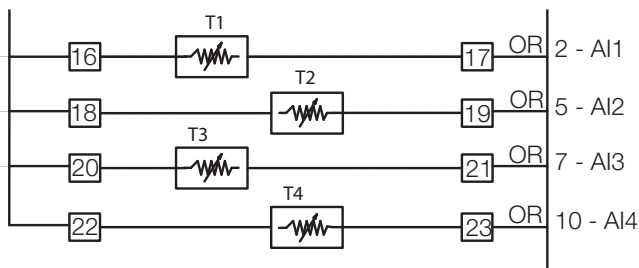 T1
16 17 OR 2 - AI1
T2
18 19 OR 5 - AI2
T3
20 21 OR 7 - AI3
T4
22 23 OR 10 - AI4